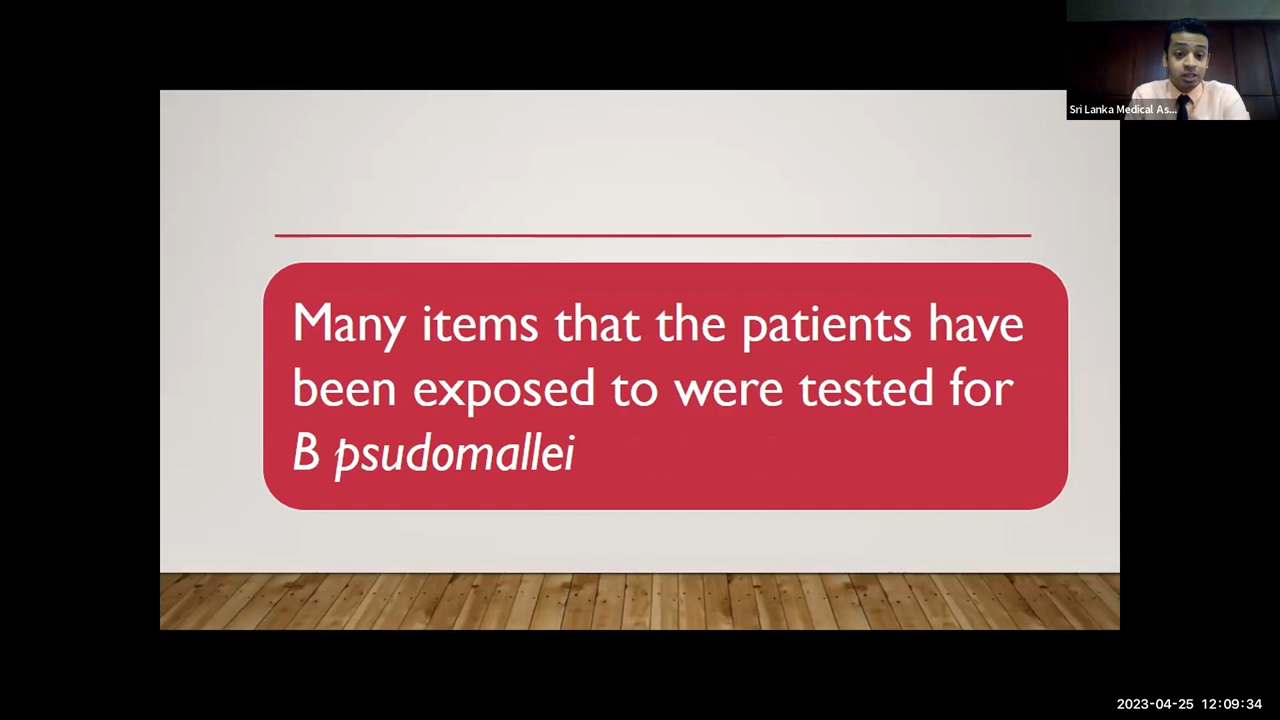 Sri Lanka Medical As...
Many items that the patients have
been exposed to were tested for
B psudomallei
2023-04-25 12:09:34